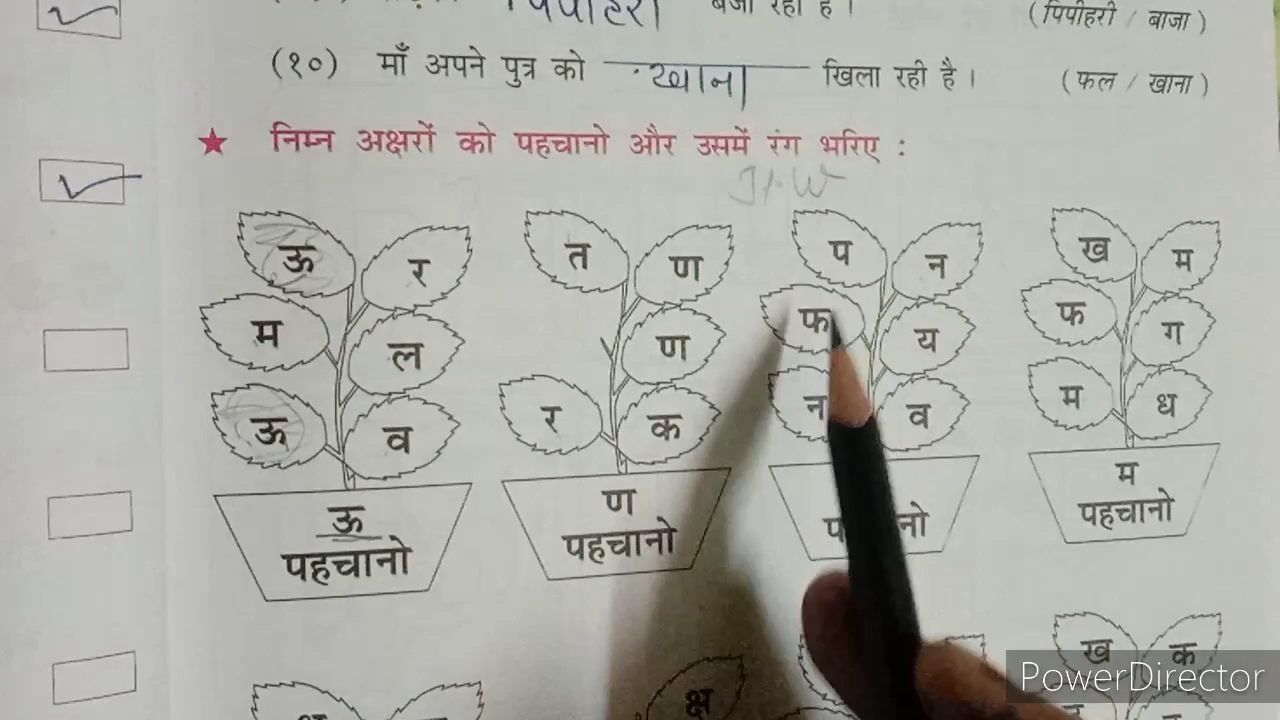 पिपीहरी बजा रहा है । (पिपीहरी / बाजा)
(१०) माँ अपने पुत्र को खाना खिला रही है । (फल / खाना)
★ निम्न अक्षरों को पहचानो और उसमें रंग भरिए :
H.W
ऊ र त ण प न ख म
म ल ण फ य फ ग
ऊ व र क न व म ध
ऊ ण म
पहचानो पहचानो पहचानो
ख क
क्ष
PowerDirector